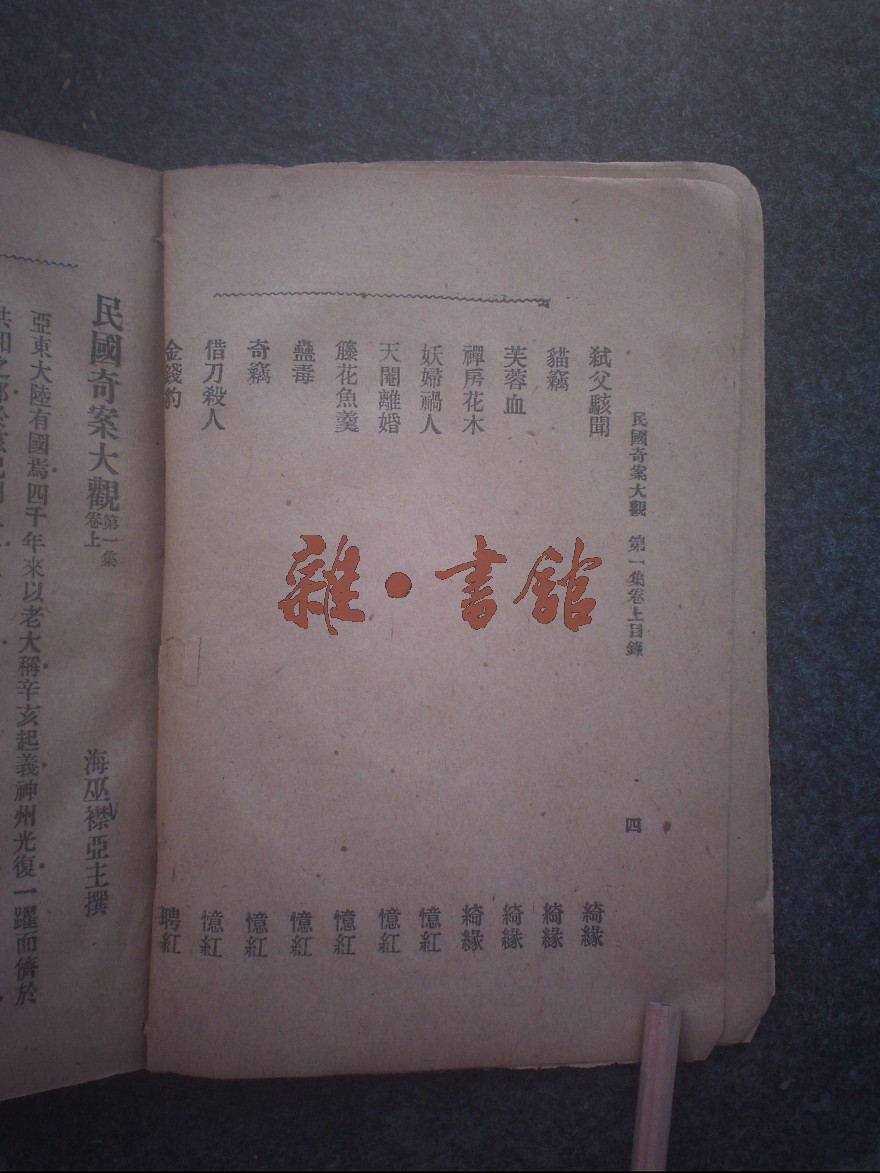 民國奇案大觀 第一集卷上目錄 四
弒父駭聞 綺緣
貓竊 綺緣
芙蓉血 綺緣
禪房花木 綺緣
妖婦禍人 憶紅
天閹離婚 憶紅
籐花魚羹 憶紅
蠱毒 憶紅
奇竊 憶紅
借刀殺人 憶紅
金錢豹 聘紅
雜·書館
民國奇案大觀 第一集卷上
海巫襟亞主撰
亞東大陸有國焉四千年來以老大稱辛亥起義神州光復一躍而儕於
共和之